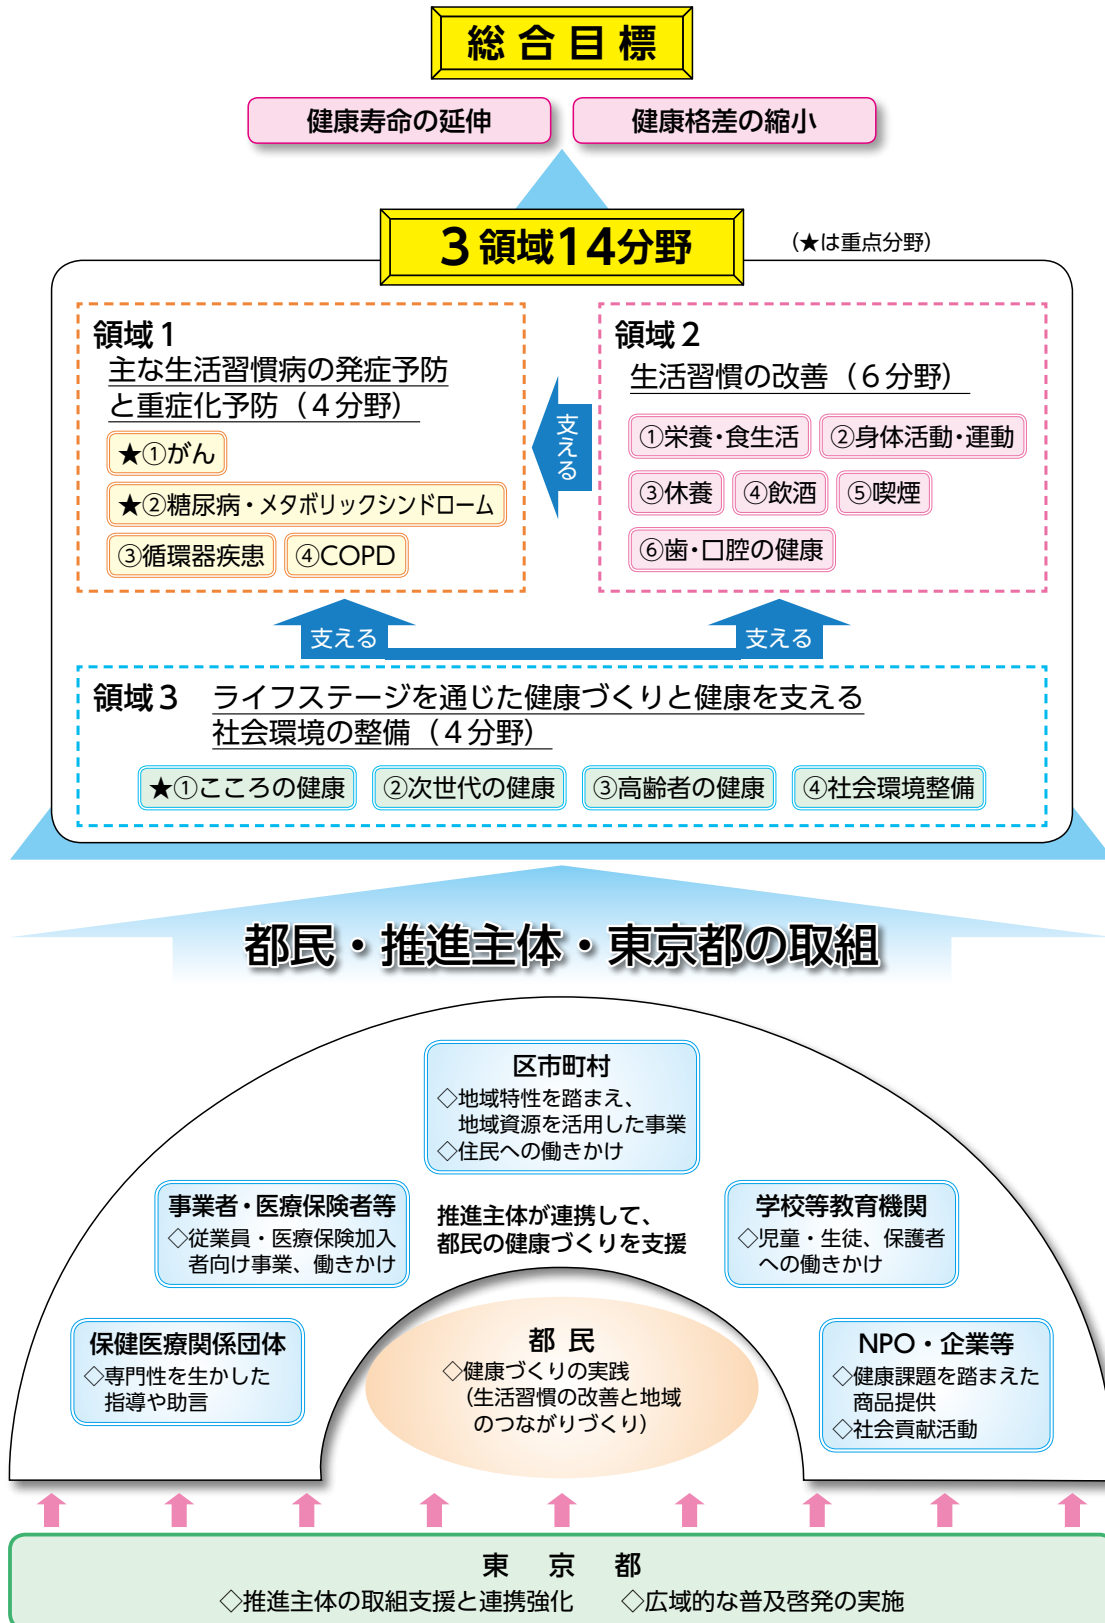 総合目標
健康寿命の延伸
健康格差の縮小
3領域14分野
(★は重点分野)
領域1
主な生活習慣病の発症予防
と重症化予防（4分野）
★①がん
★②糖尿病・メタボリックシンドローム
③循環器疾患
④COPD
支える
領域2
生活習慣の改善（6分野）
①栄養・食生活
②身体活動・運動
③休養
④飲酒
⑤喫煙
⑥歯・口腔の健康
支える
支える
領域3
ライフステージを通じた健康づくりと健康を支える
社会環境の整備（4分野）
★①こころの健康
②次世代の健康
③高齢者の健康
④社会環境整備
都民・推進主体・東京都の取組
区市町村
◇地域特性を踏まえ、
地域資源を活用した事業
◇住民への働きかけ
事業者・医療保険者等
◇従業員・医療保険加入
者向け事業、働きかけ
推進主体が連携して、
都民の健康づくりを支援
学校等教育機関
◇児童・生徒、保護者
への働きかけ
保健医療関係団体
◇専門性を生かした
指導や助言
都民
◇健康づくりの実践
(生活習慣の改善と地域
のつながりづくり)
NPO・企業等
◇健康課題を踏まえた
商品提供
◇社会貢献活動
東京都
◇推進主体の取組支援と連携強化
◇広域的な普及啓発の実施